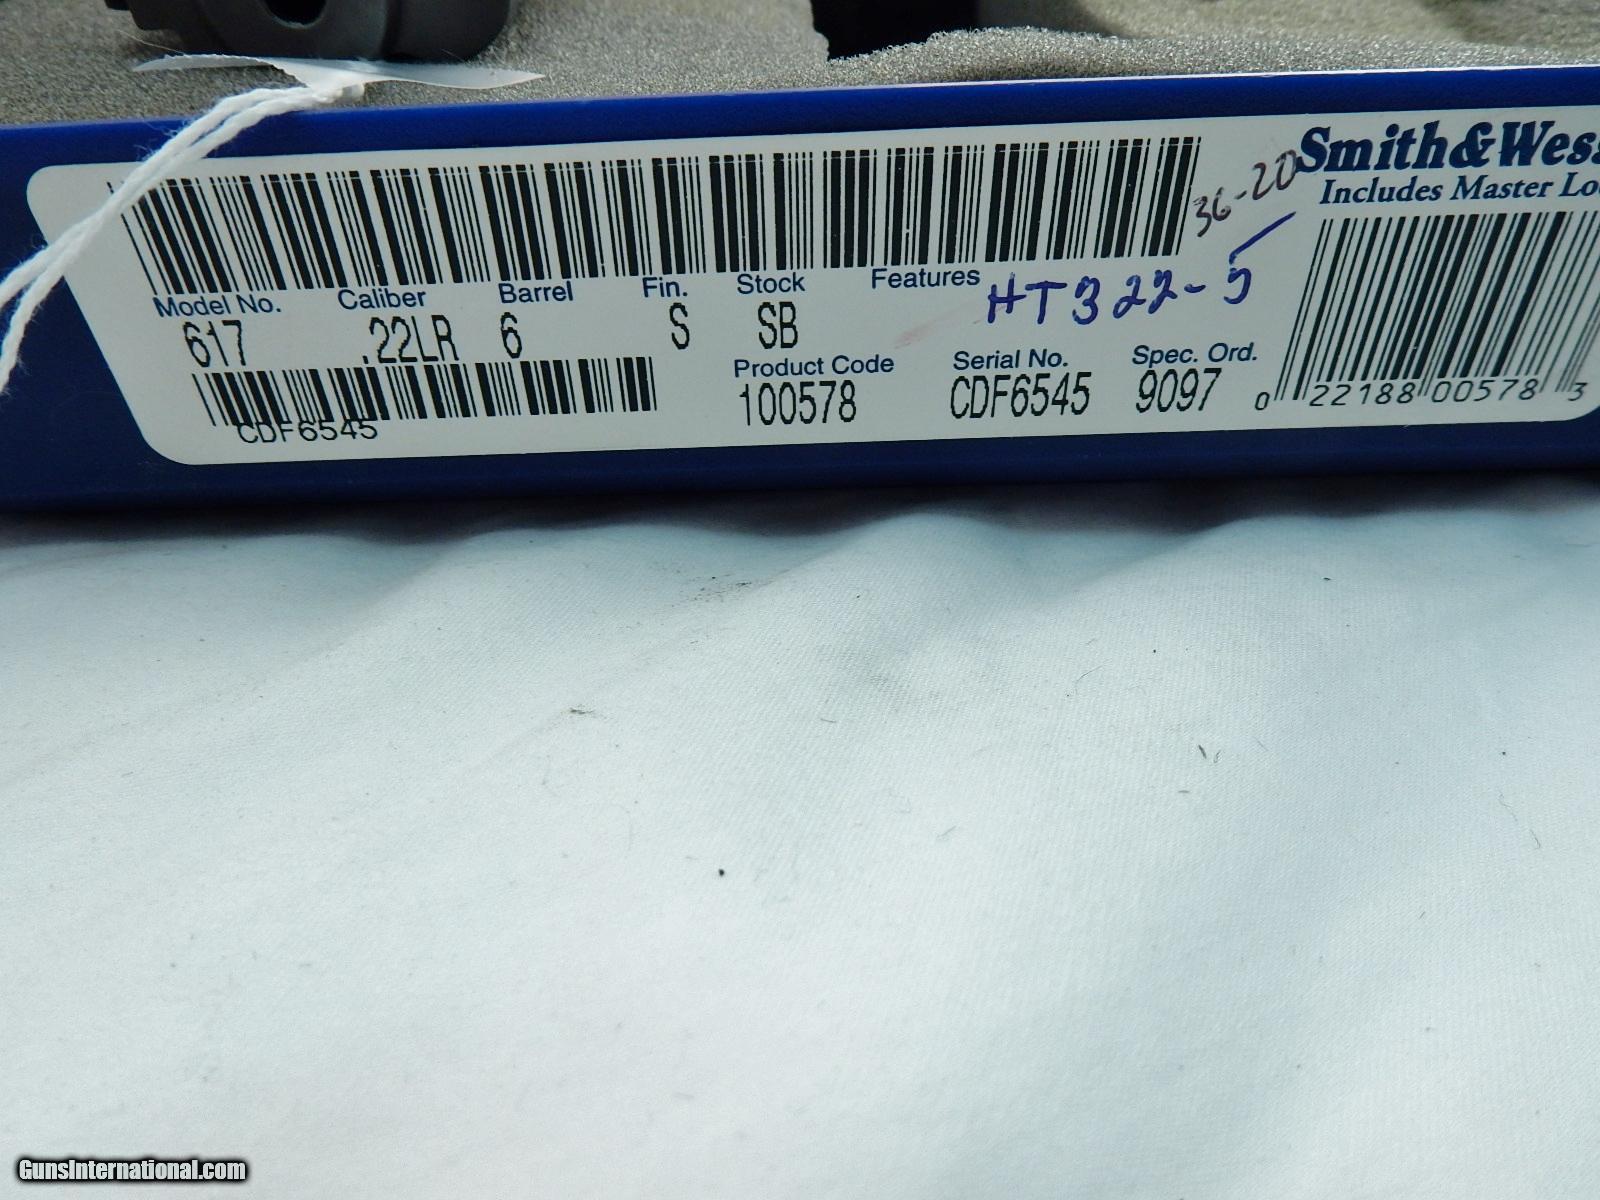 Smith&Wess
Includes Master Lo
36-20
Model No. Caliber Barrel Fin. Stock Features
617 .22LR 6 S SB HT322-5
Product Code Serial No. Spec. Ord.
100578 CDF6545 9097
CDF6545
0 22188 00578 3
GunsInternational.com